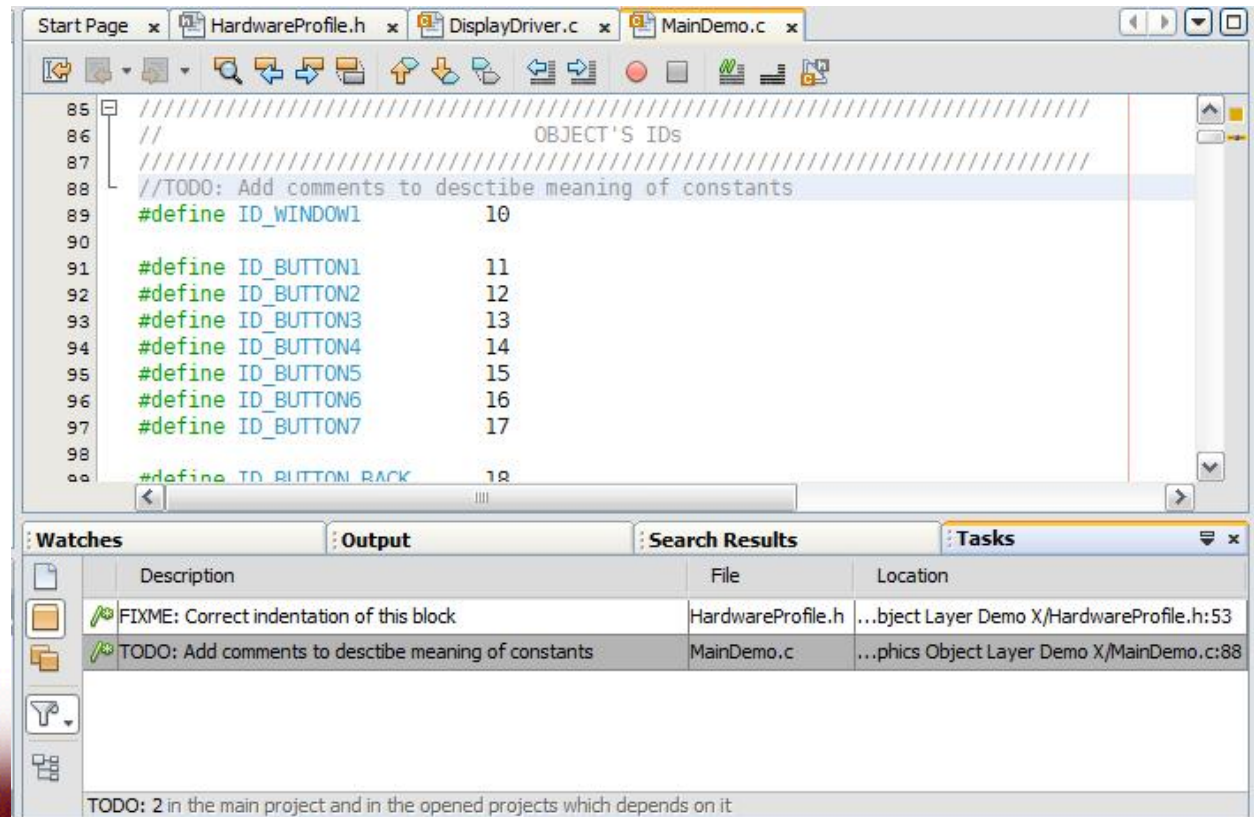 Start Page HardwareProfile.h DisplayDriver.c MainDemo.c
85 ////////////////////////////////////////////////////////////////////////////
86 // OBJECT'S IDs
87 ////////////////////////////////////////////////////////////////////////////
88 //TODO: Add comments to desctibe meaning of constants
89 #define ID_WINDOW1 10
90
91 #define ID_BUTTON1 11
92 #define ID_BUTTON2 12
93 #define ID_BUTTON3 13
94 #define ID_BUTTON4 14
95 #define ID_BUTTON5 15
96 #define ID_BUTTON6 16
97 #define ID_BUTTON7 17
98
99 #define ID_BUTTON_BACK 18
Watches Output Search Results Tasks
Description File Location
FIXME: Correct indentation of this block HardwareProfile.h ...bject Layer Demo X/HardwareProfile.h:53
TODO: Add comments to desctibe meaning of constants MainDemo.c ...phics Object Layer Demo X/MainDemo.c:88
TODO: 2 in the main project and in the opened projects which depends on it